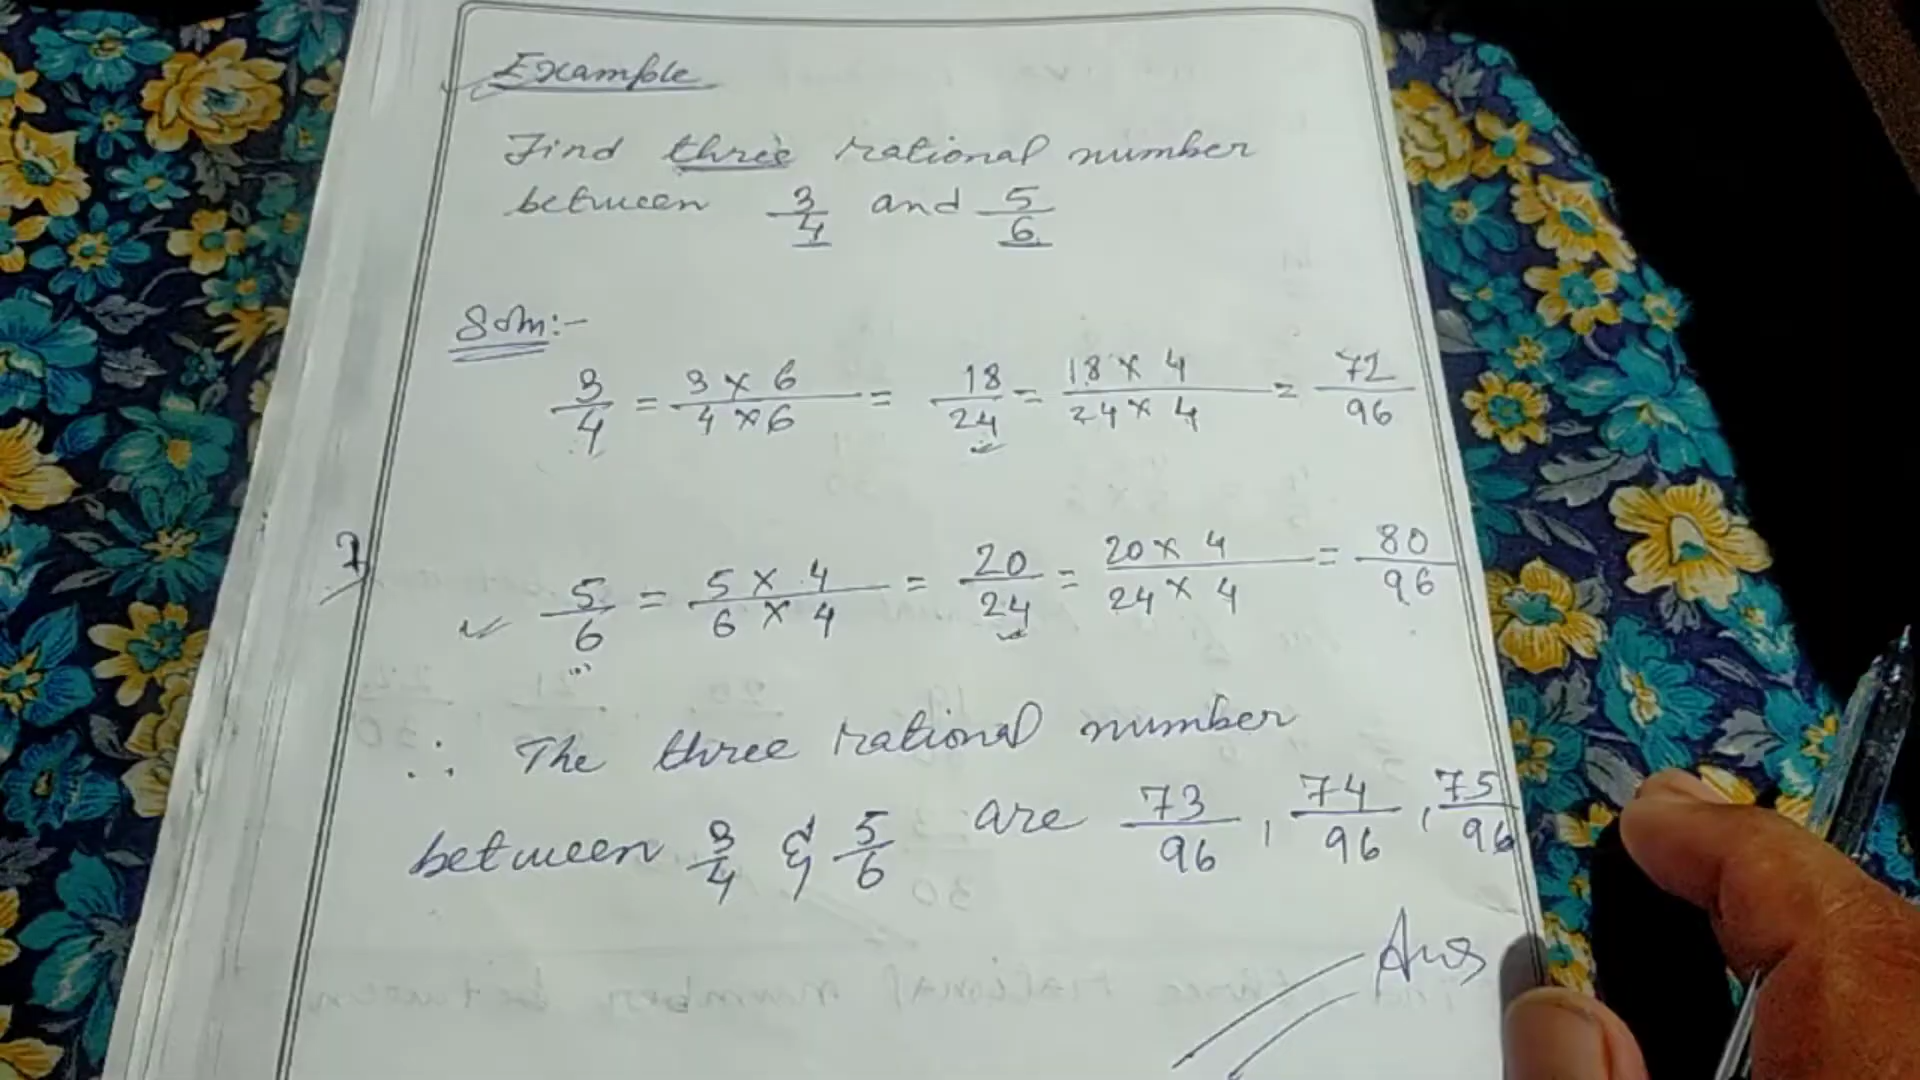 Example
Find three rational number
between 3/4 and 5/6
Soln:-
3/4 = 3 × 6/4 × 6 = 18/24 = 18 × 4/24 × 4 = 72/96
5/6 = 5 × 4/6 × 4 = 20/24 = 20 × 4/24 × 4 = 80/96
∴ The three rational number
between 3/4 & 5/6 are 73/96, 74/96, 75/96
Ans